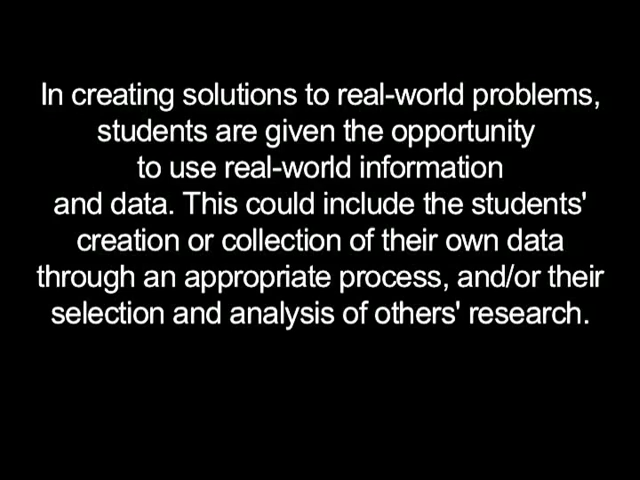 In creating solutions to real-world problems,
students are given the opportunity
to use real-world information
and data. This could include the students'
creation or collection of their own data
through an appropriate process, and/or their
selection and analysis of others' research.